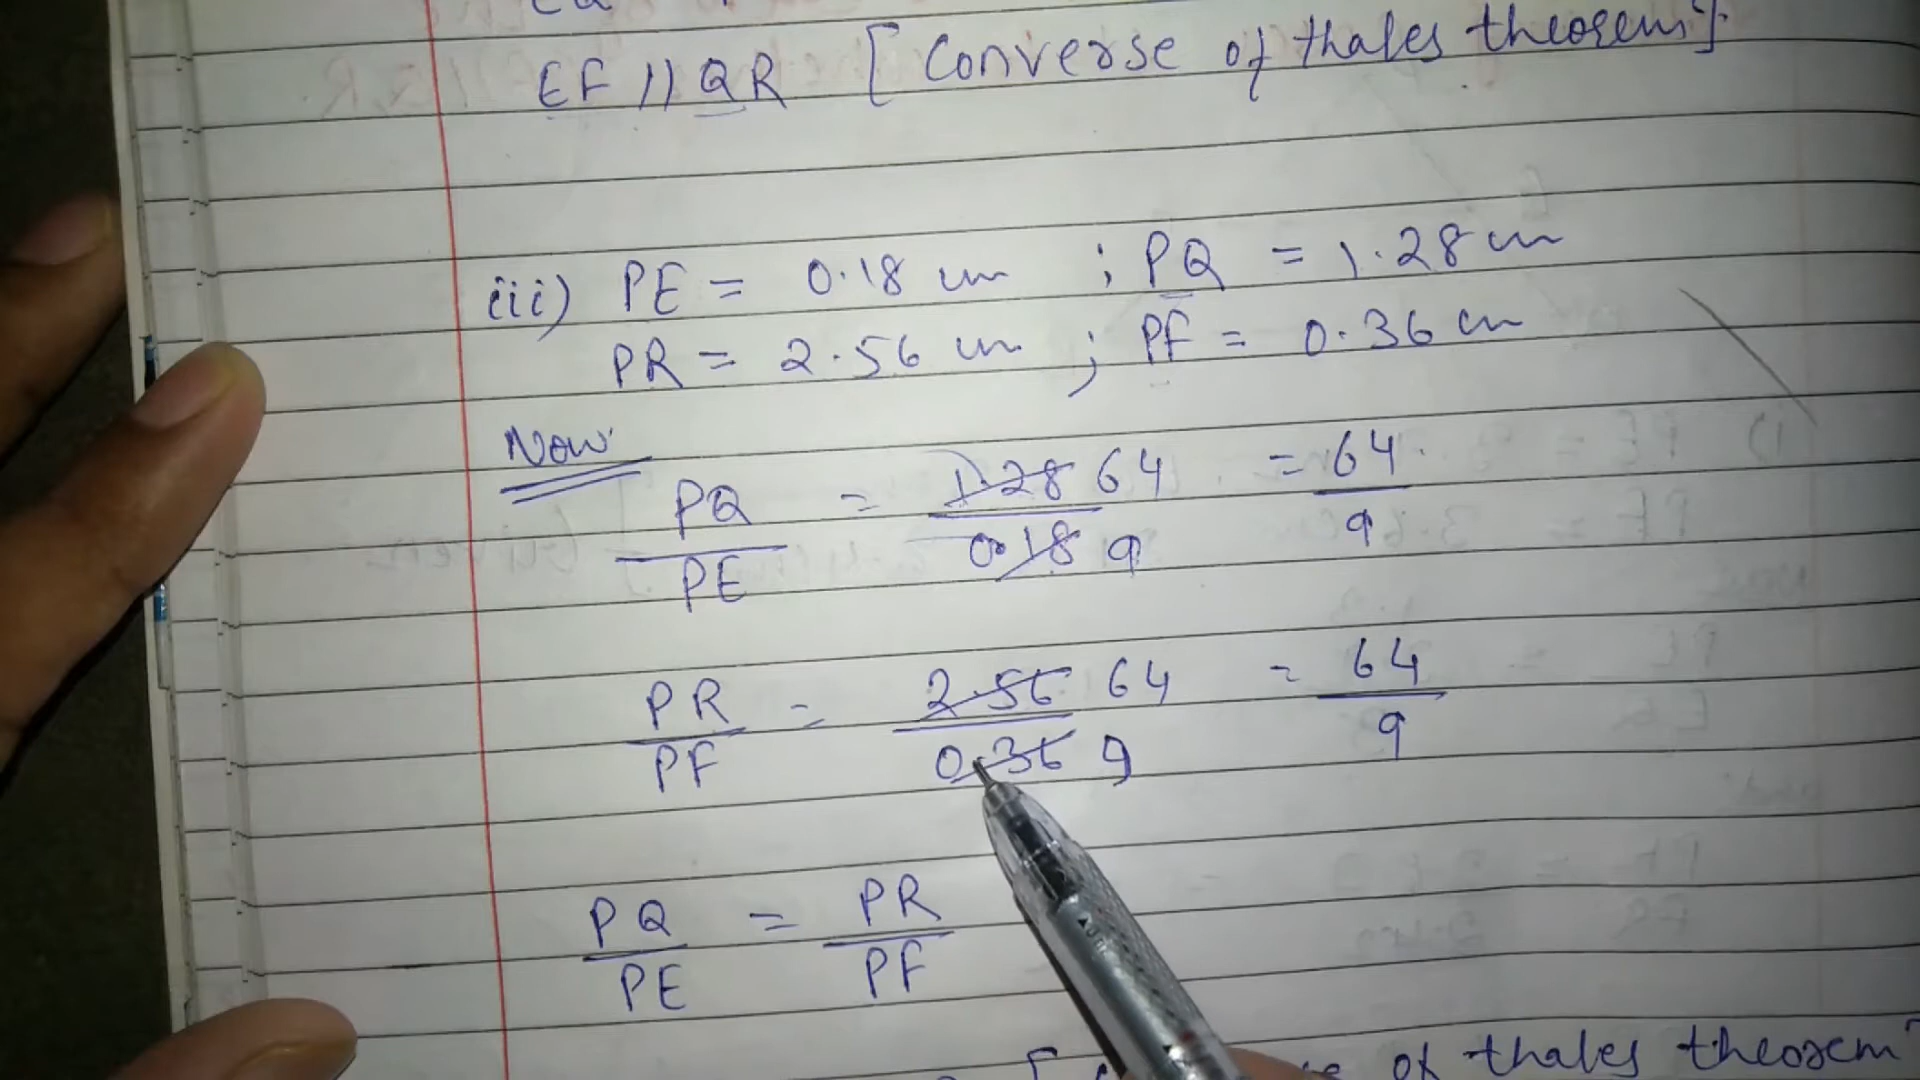 EF // QR [ Converse of thales theorem ].
iii) PE = 0.18 cm ; PQ = 1.28 cm
PR = 2.56 cm ; PF = 0.36 cm
Now
PQ/PE = 1.28/0.18 64/9 = 64/9
PR/PF = 2.56/0.36 64/9 = 64/9
PQ/PE = PR/PF
[ of thales theorem